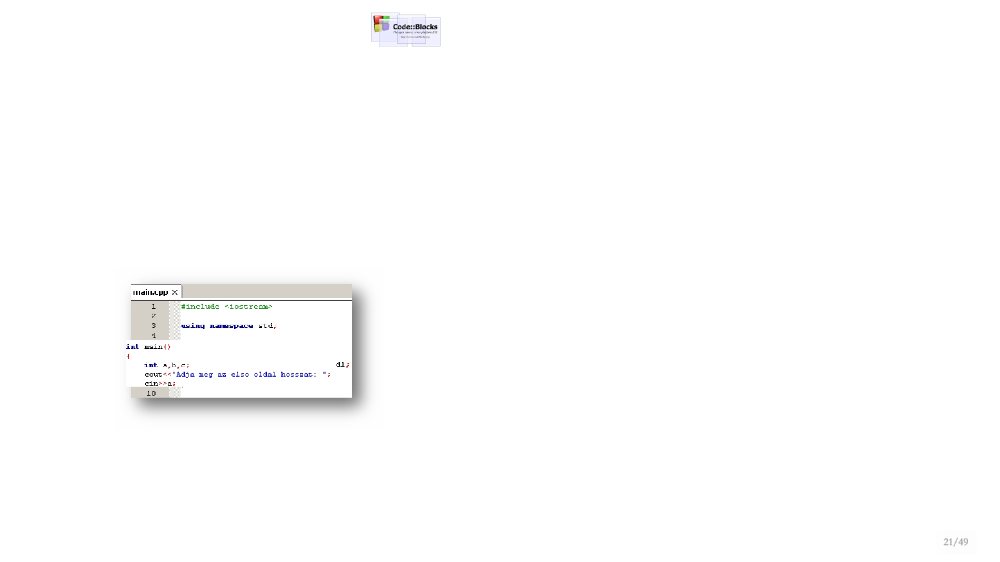 Code::Blocks
The open source, cross-platform IDE
http://www.codeblocks.org
main.cpp
1 #include <iostream>
2
3 using namespace std;
4
int main()
{
int a,b,c;
dl;
cout<<"Adja meg az elso oldal hosszat: ";
cin>>a;
10
21/49